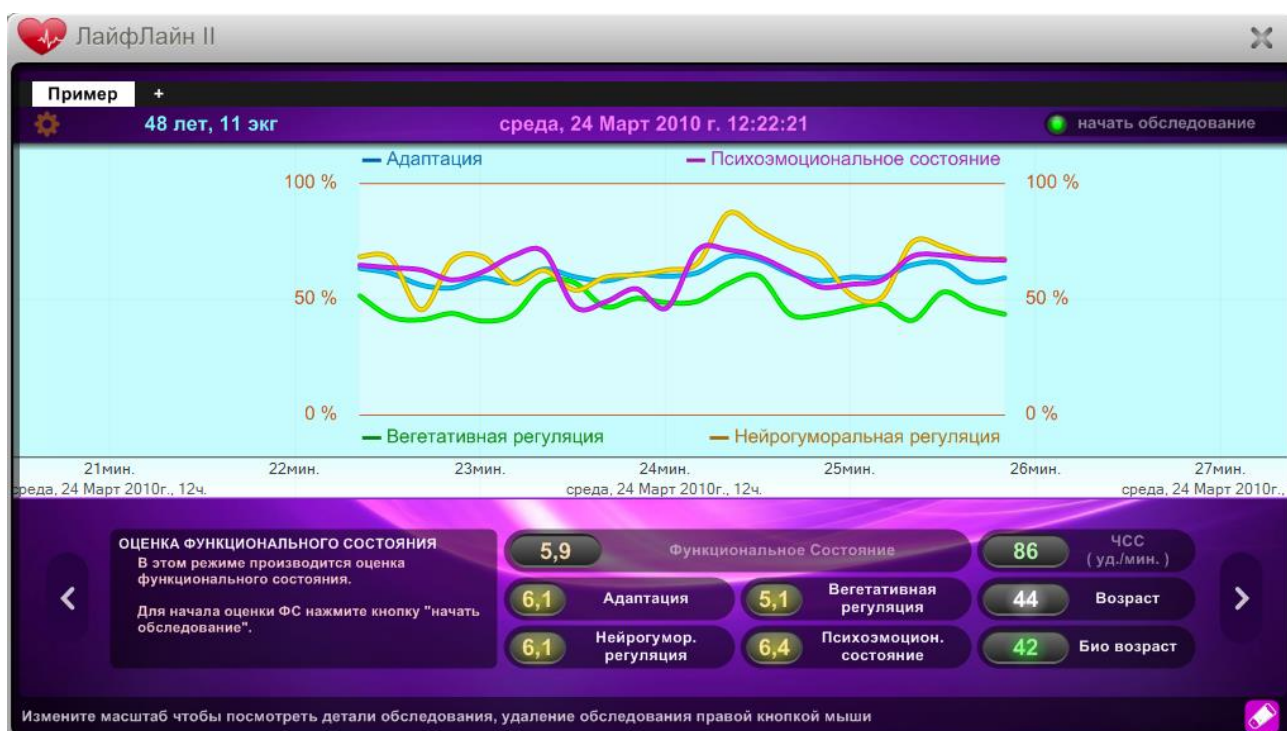 ЛайфЛайн II
Пример +
48 лет, 11 экг среда, 24 Март 2010 г. 12:22:21 начать обследование
Адаптация Психоэмоциональное состояние
100 % 100 %
50 % 50 %
0 % 0 %
Вегетативная регуляция Нейрогуморальная регуляция
21мин. 22мин. 23мин. 24мин. 25мин. 26мин. 27мин.
реда, 24 Март 2010г., 12ч. среда, 24 Март 2010г., 12ч. среда, 24 Март 2010г.,
ОЦЕНКА ФУНКЦИОНАЛЬНОГО СОСТОЯНИЯ
В этом режиме производится оценка
функционального состояния.
Для начала оценки ФС нажмите кнопку "начать
обследование".
5,9 Функциональное Состояние 86 ЧСС
( уд./мин. )
6,1 Адаптация 5,1 Вегетативная
регуляция
44 Возраст
6,1 Нейрогумор.
регуляция
6,4 Психоэмоцион.
состояние
42 Био возраст
Измените масштаб чтобы посмотреть детали обследования, удаление обследования правой кнопкой мыши